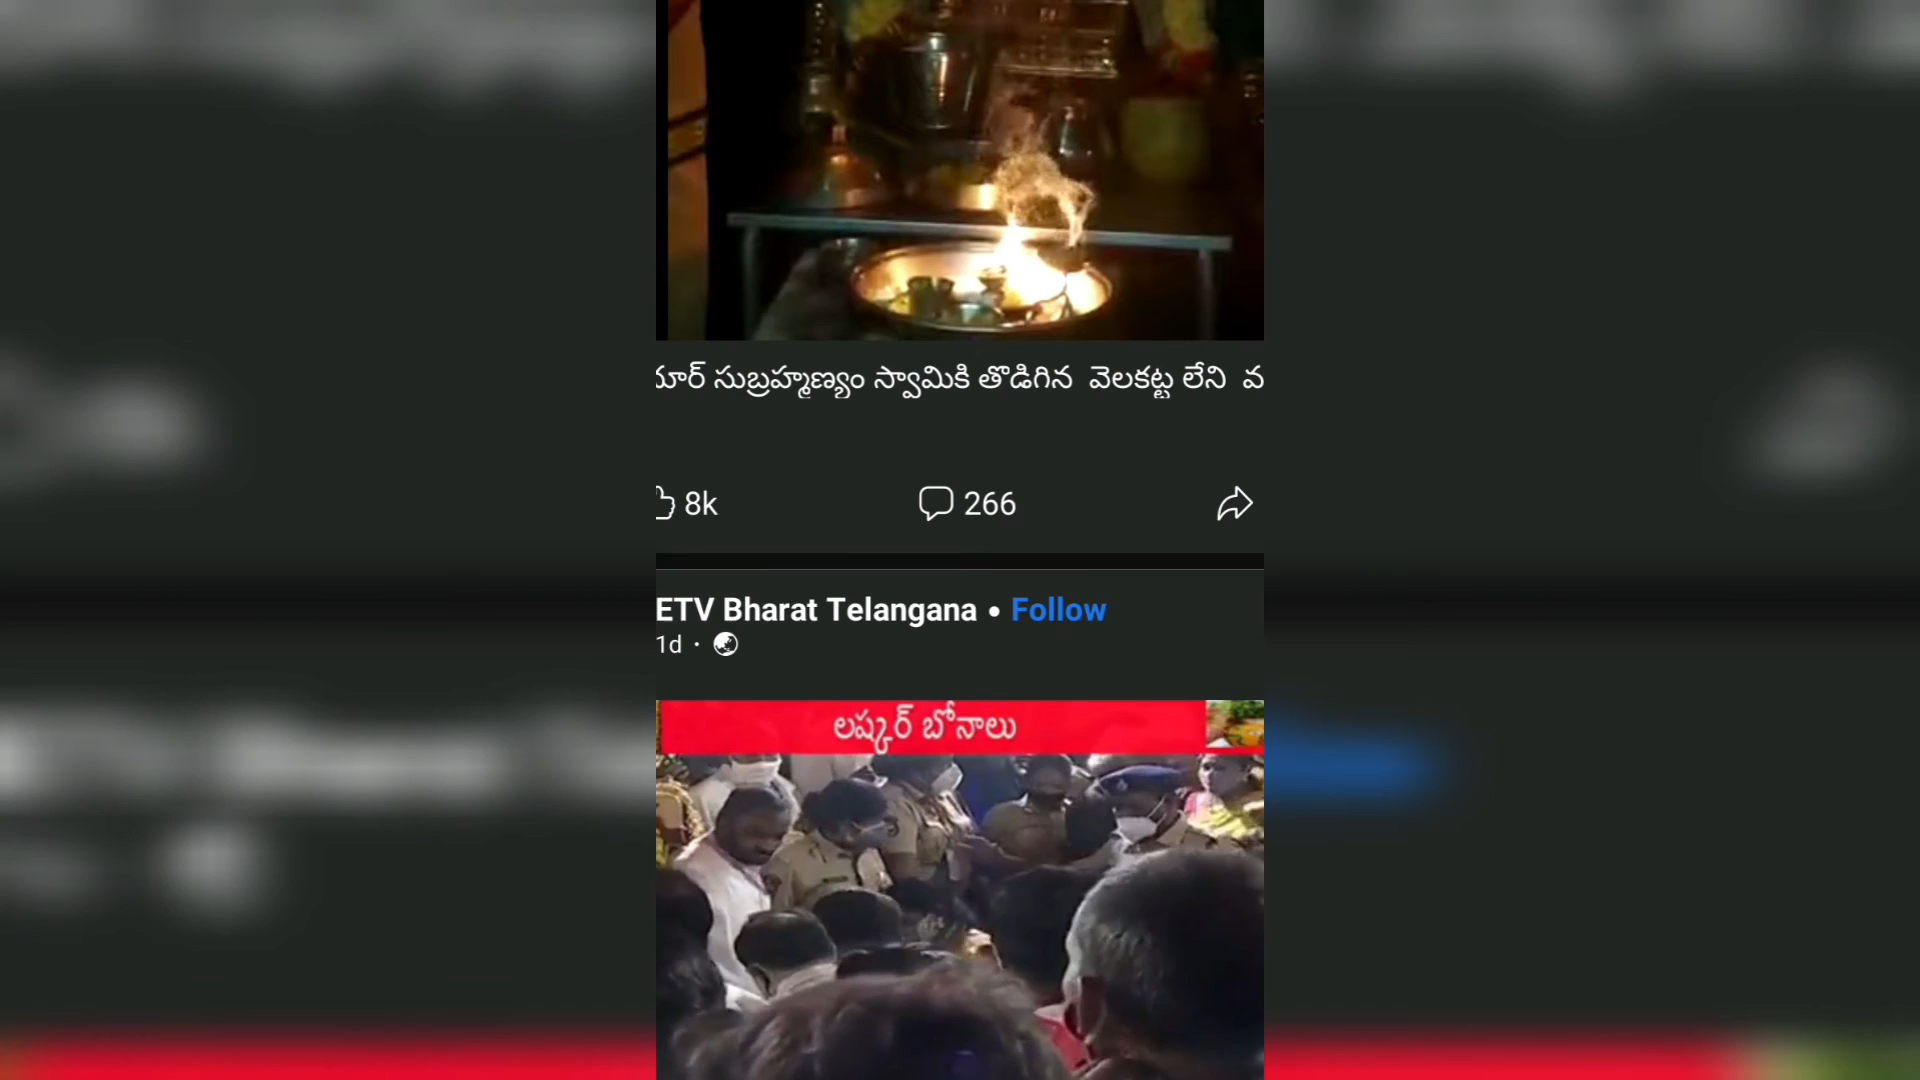 సుబ్రహ్మణ్యం స్వామికి తొడిగిన వెలకట్ట లేని
8k 266
ETV Bharat Telangana • Follow
1d ·
లష్కర్ బోనాలు